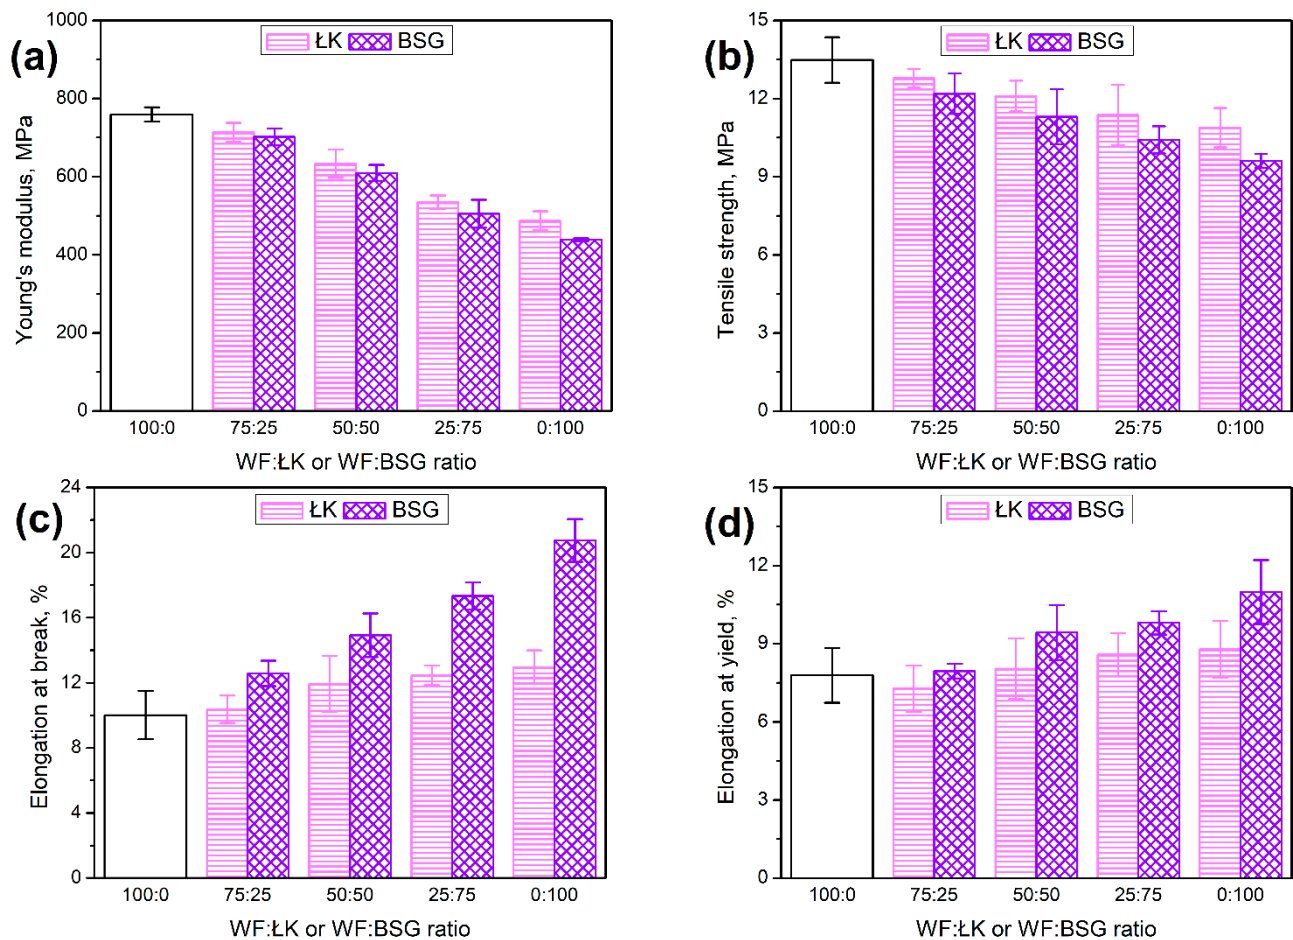 (a)
ŁK BSG
Young's modulus, MPa
1000
800
600
400
200
0
100:0 75:25 50:50 25:75 0:100
WF:ŁK or WF:BSG ratio
(b)
ŁK BSG
Tensile strength, MPa
15
12
9
6
3
0
100:0 75:25 50:50 25:75 0:100
WF:ŁK or WF:BSG ratio
(c)
ŁK BSG
Elongation at break, %
24
20
16
12
8
4
0
100:0 75:25 50:50 25:75 0:100
WF:ŁK or WF:BSG ratio
(d)
ŁK BSG
Elongation at yield, %
15
12
9
6
3
0
100:0 75:25 50:50 25:75 0:100
WF:ŁK or WF:BSG ratio